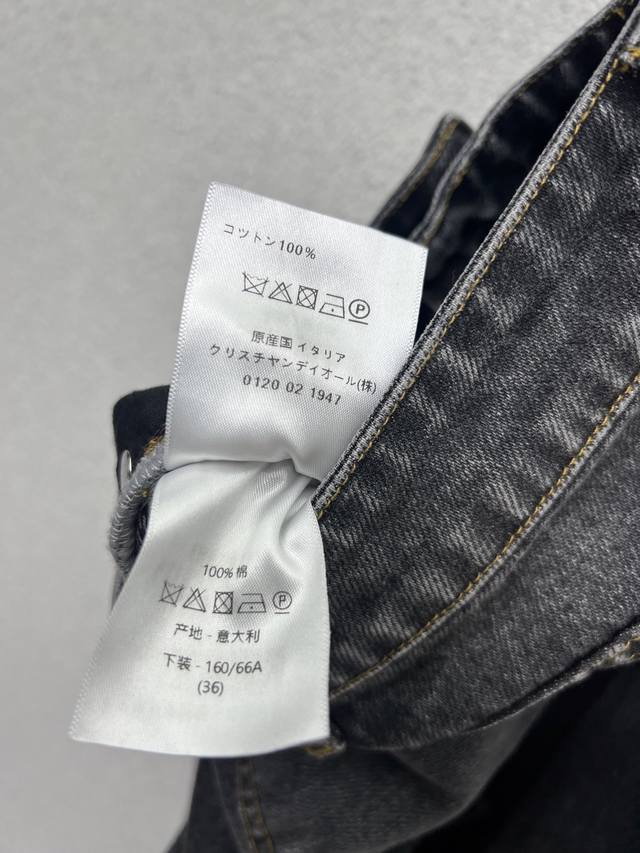 コットン100%
P
原産国 イタリア
クリスチャンディオール(株)
0120 02 1947
100%棉
P
产地 - 意大利
下装 - 160/66A
(36)